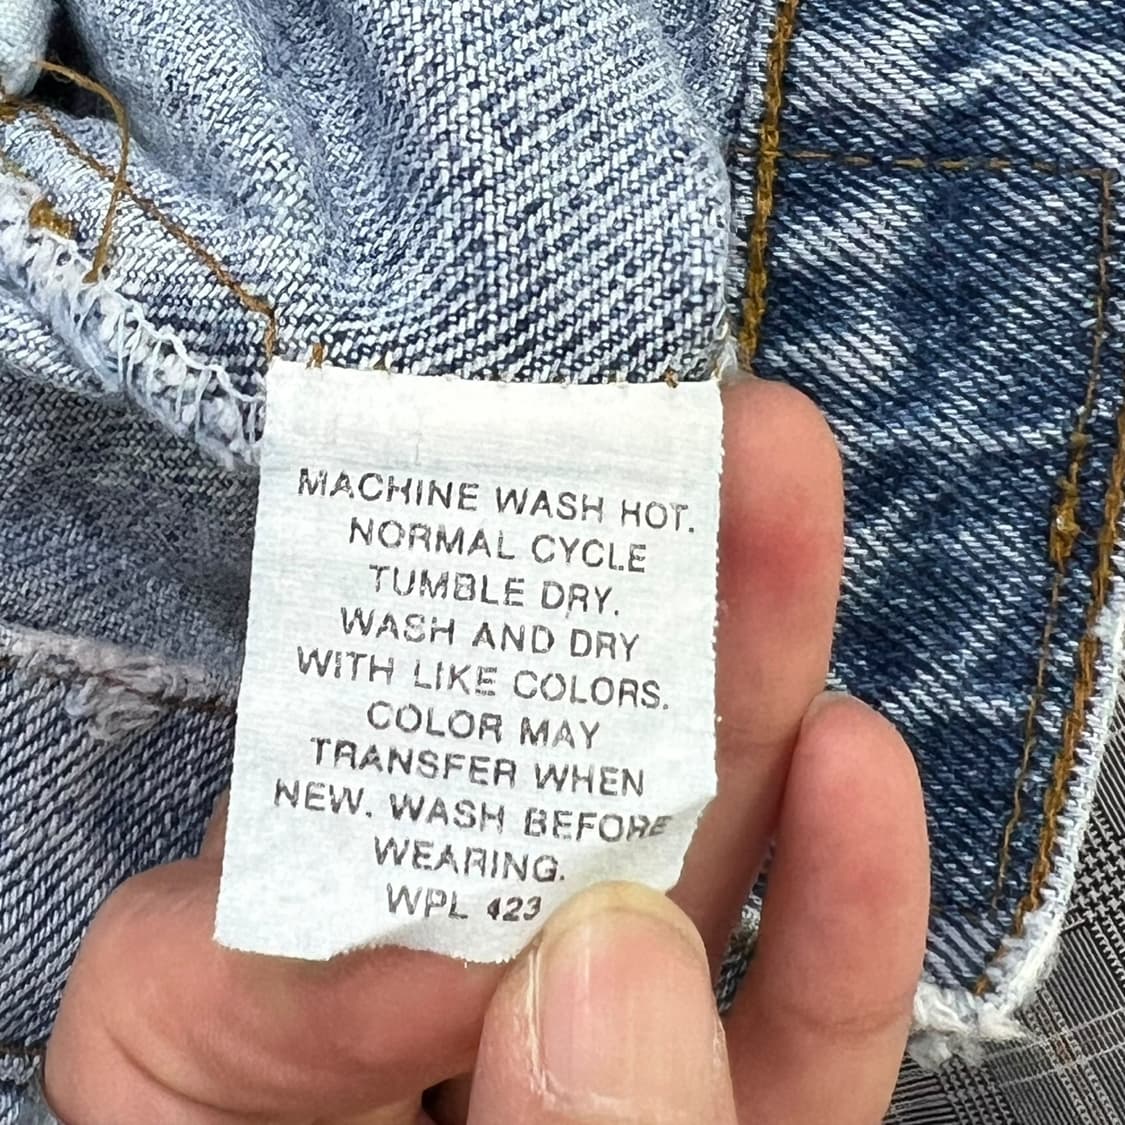 MACHINE WASH HOT.
NORMAL CYCLE
TUMBLE DRY.
WASH AND DRY
WITH LIKE COLORS.
COLOR MAY
TRANSFER WHEN
NEW. WASH BEFORE
WEARING.
WPL 423